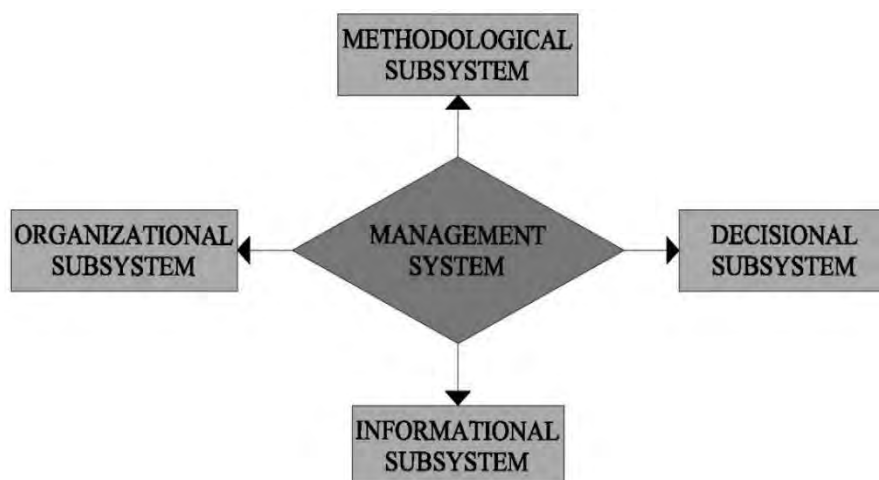 METHODOLOGICAL
SUBSYSTEM
ORGANIZATIONAL
SUBSYSTEM
MANAGEMENT
SYSTEM
DECISIONAL
SUBSYSTEM
INFORMATIONAL
SUBSYSTEM